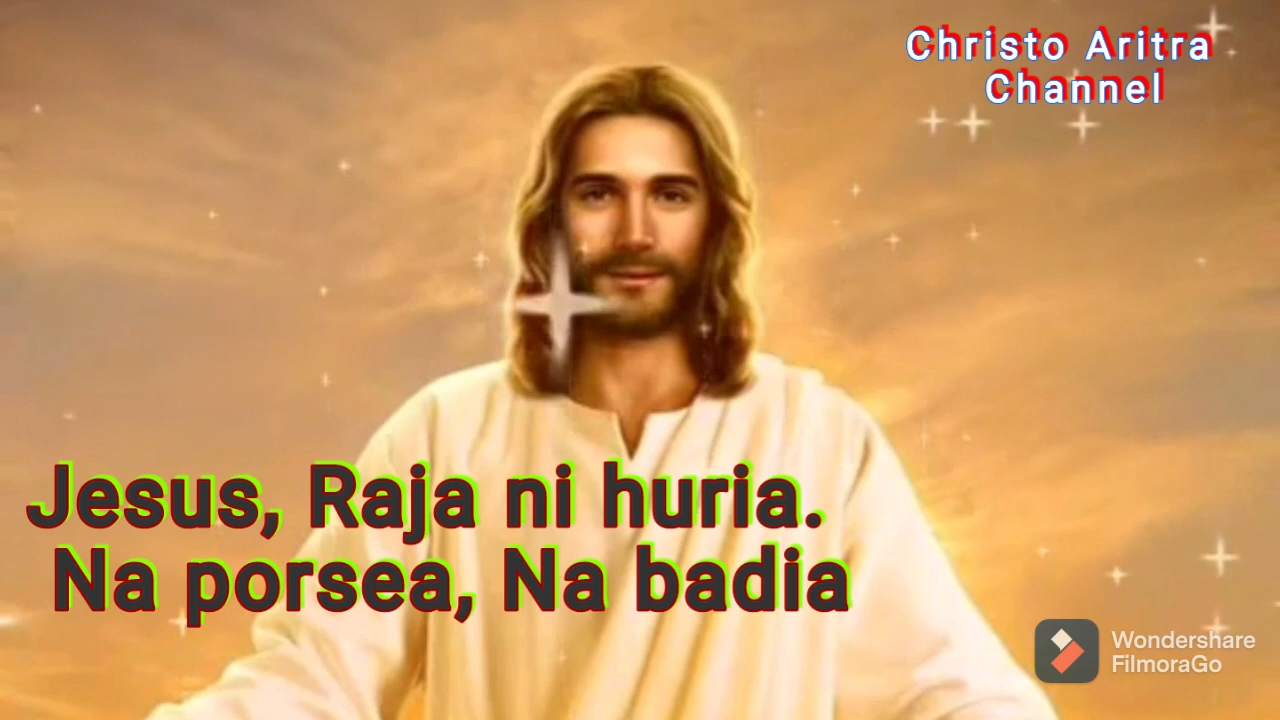 Christo Aritra
Channel
Jesus, Raja ni huria.
Na porsea, Na badia
Wondershare
FilmoraGo